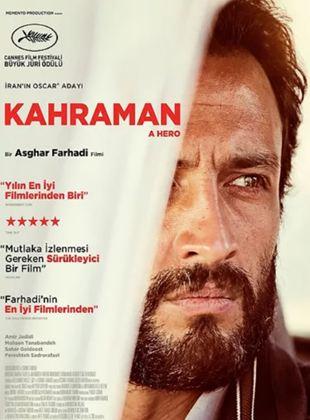 MEMENTO PRODUCTION
CANNES FILM FESTİVALİ
BÜYÜK JÜRİ ÖDÜLÜ
İRAN'IN OSCAR® ADAYI
KAHRAMAN
A HERO
Bir Asghar Farhadi Filmi
"Yılın En İyi
Filmlerinden Biri"
★★★★★
"Mutlaka İzlenmesi
Gereken Sürükleyici
Bir Film"
"Farhadi'nin
En İyi Filmlerinden"
Amir Jadidi
Mohsen Tanabandeh
Sahar Goldoost
Fereshteh Sadrorafaii